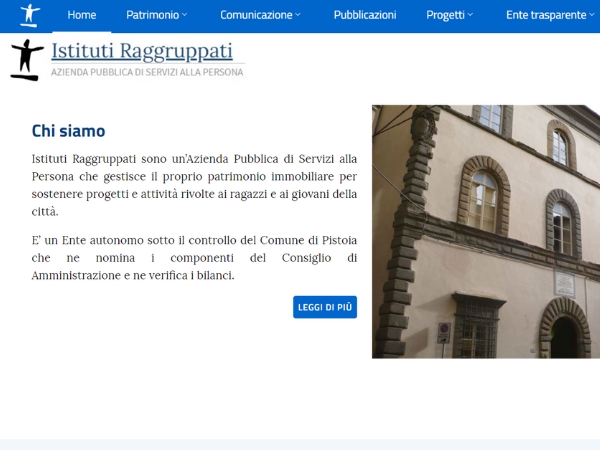 Home Patrimonio Comunicazione Pubblicazioni Progetti Ente trasparente
Istituti Raggruppati
AZIENDA PUBBLICA DI SERVIZI ALLA PERSONA
Chi siamo
Istituti Raggruppati sono un'Azienda Pubblica di Servizi alla
Persona che gestisce il proprio patrimonio immobiliare per
sostenere progetti e attività rivolte ai ragazzi e ai giovani della
città.
E' un Ente autonomo sotto il controllo del Comune di Pistoia
che ne nomina i componenti del Consiglio di
Amministrazione e ne verifica i bilanci.
LEGGI DI PIÙ